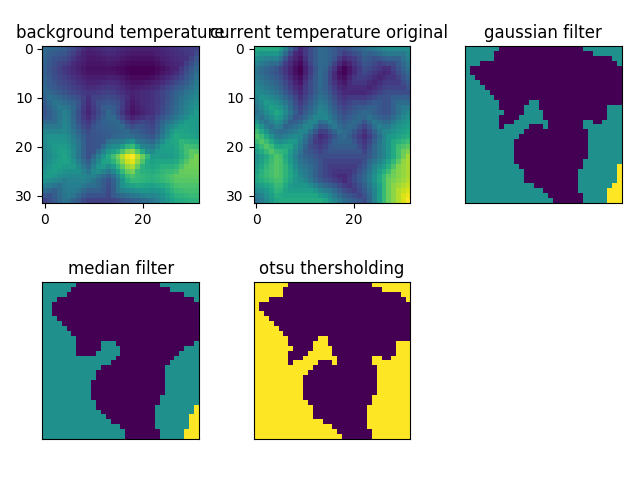 background temperature
current temperature original
gaussian filter
0
10
20
30
0
20
0
10
20
30
0
20
median filter
otsu thersholding